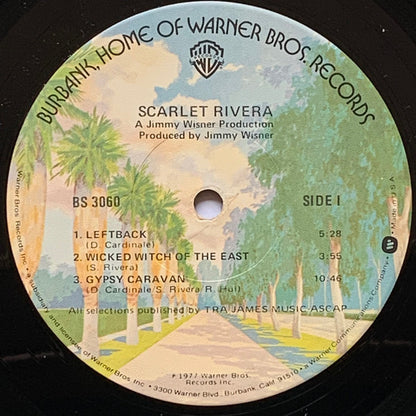 BURBANK, HOME OF WARNER BROS. RECORDS
SCARLET RIVERA
A Jimmy Wisner Production
Produced by Jimmy Wisner
BS 3060 SIDE I
1. LEFTBACK 5:28
(D. Cardinale)
2. WICKED WITCH OF THE EAST 3:55
(S. Rivera)
3. GYPSY CARAVAN 10:46
(D. Cardinale/S. Rivera R. Hul)
All selections published by TRA JAMES MUSIC-ASCAP
℗ 1977 Warner Bros.
Records Inc.
Warner Bros. Records Inc. • a subsidiary and licensee of Warner Bros. Inc. • 3300 Warner Blvd., Burbank, Calif. 91510 • a Warner Communications Company • Made in U.S.A.